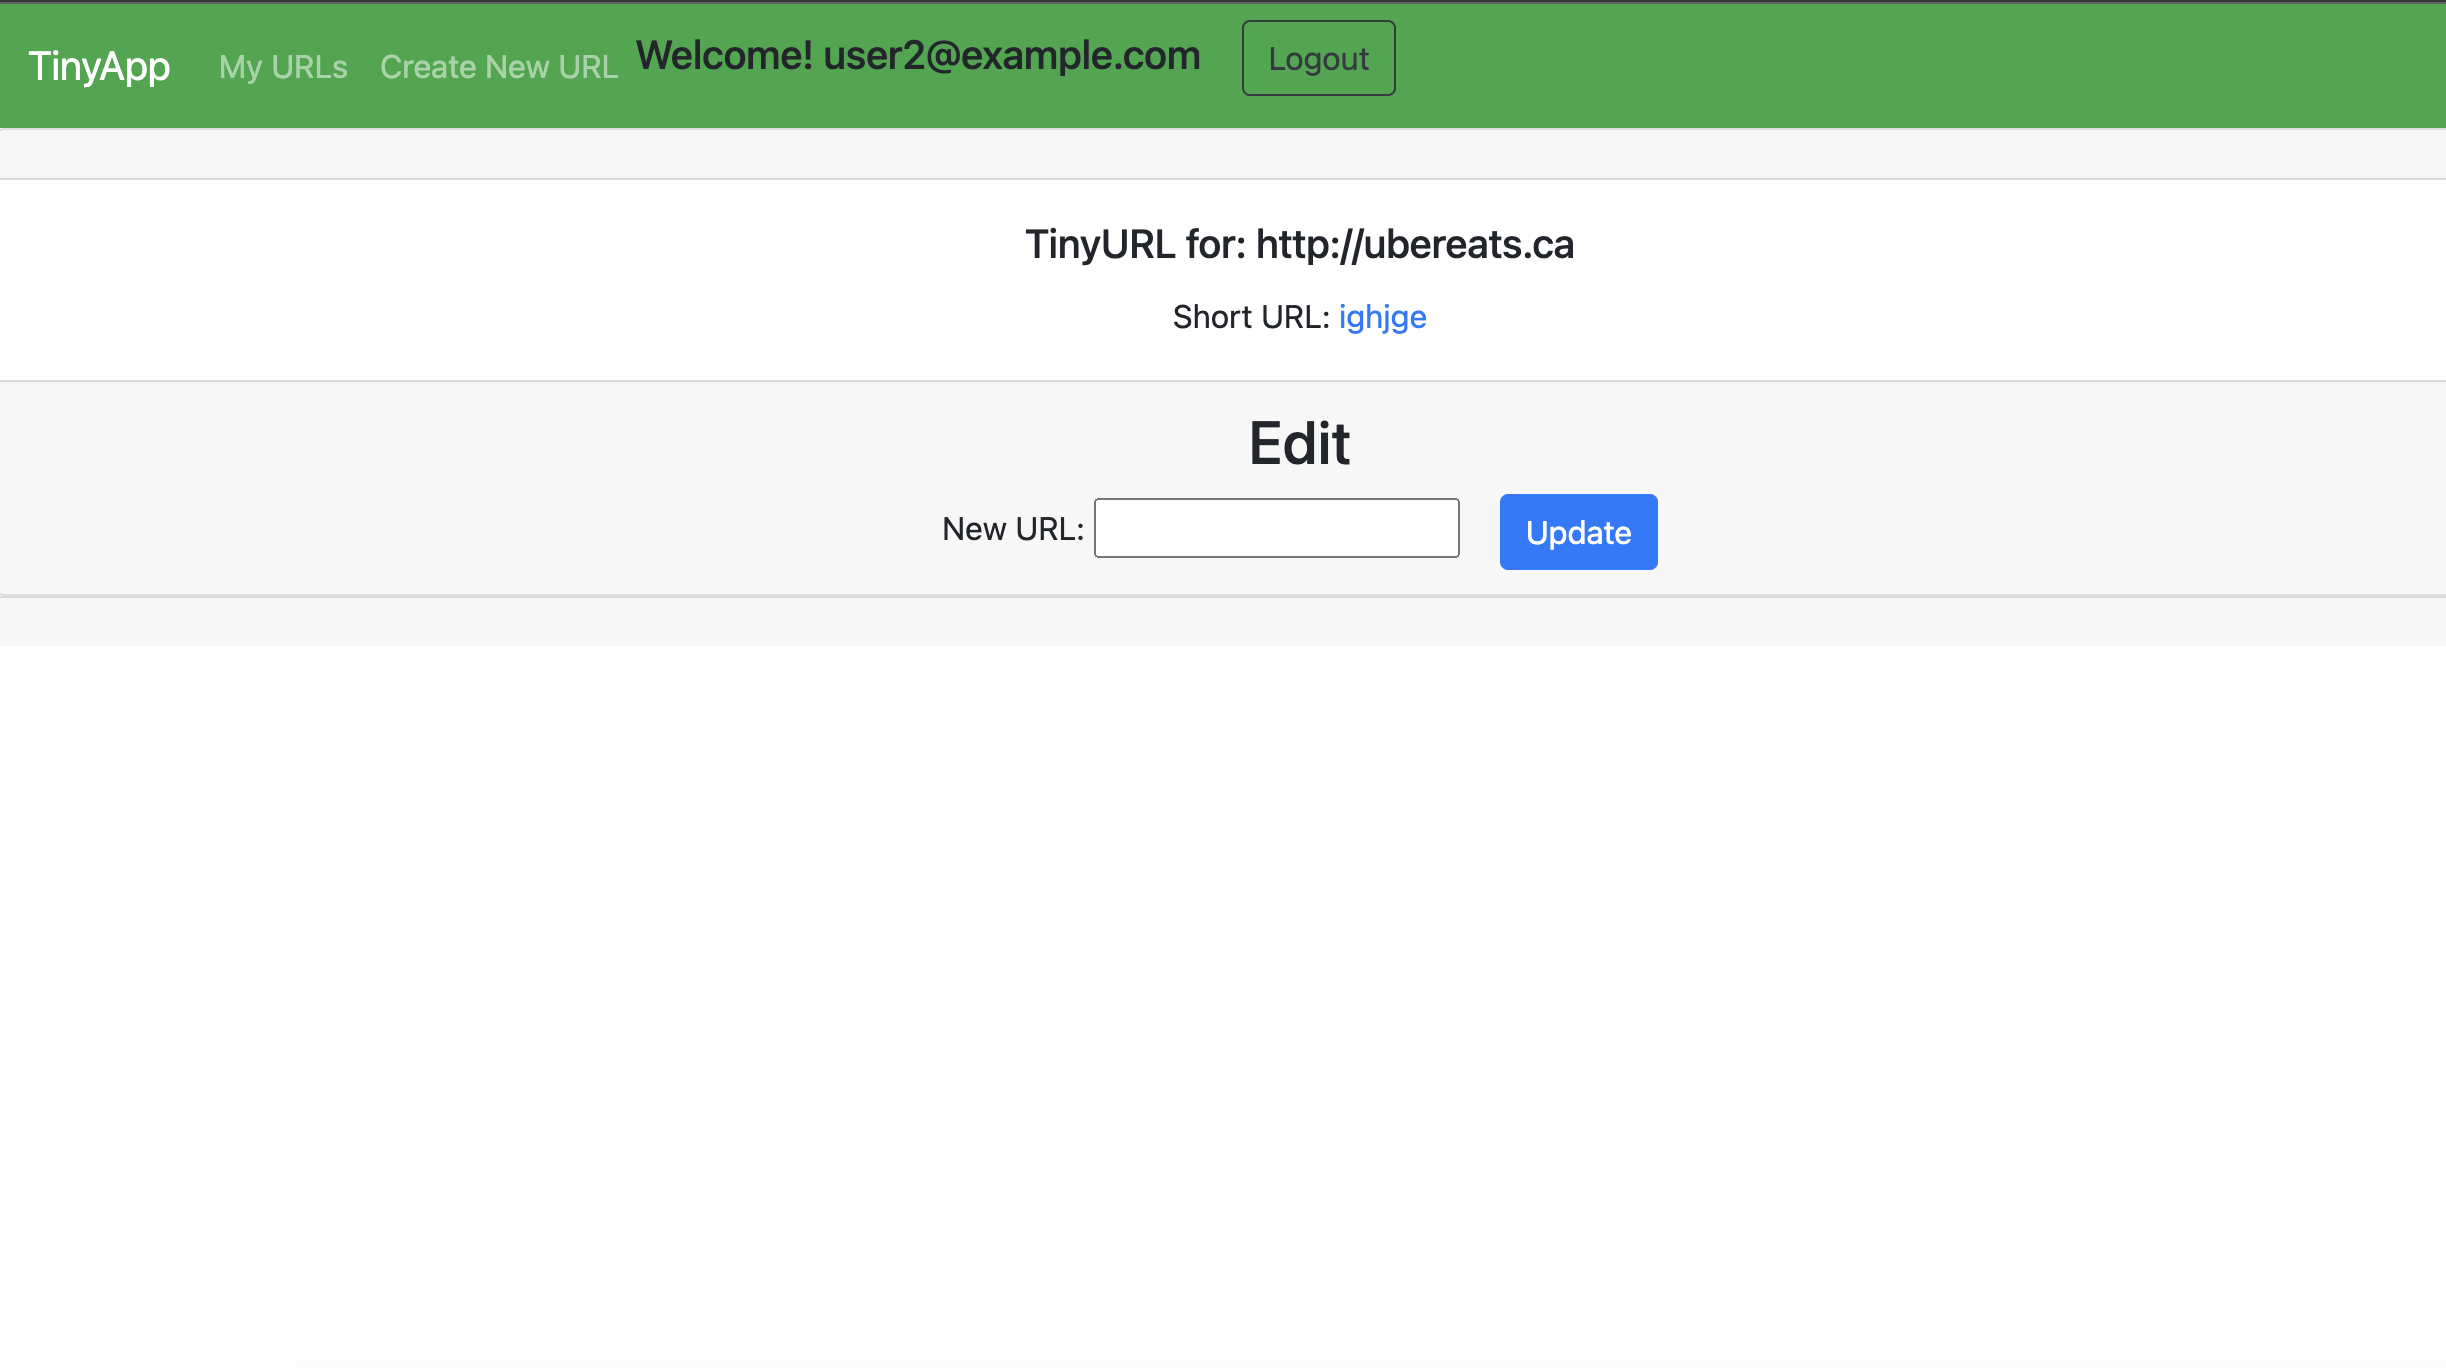 TinyApp My URLs Create New URL Welcome! user2@example.com Logout
TinyURL for: http://ubereats.ca
Short URL: ighjge
Edit
New URL: Update